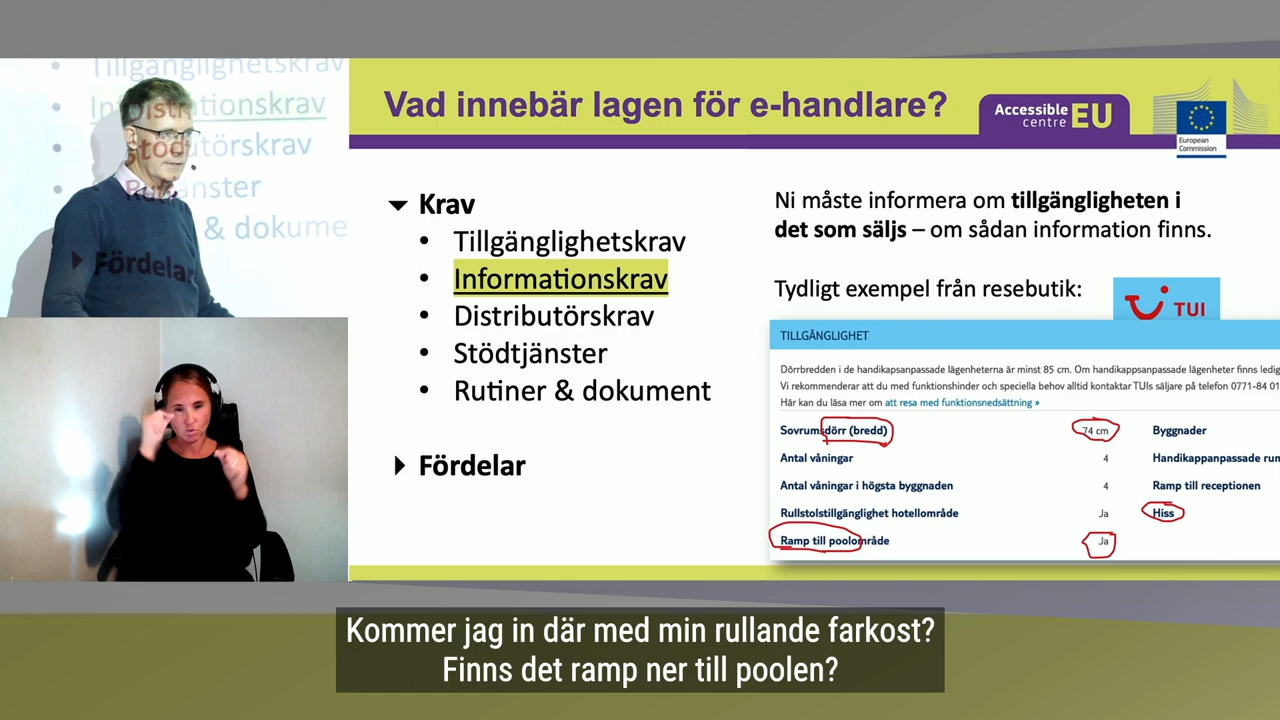 Tillgänglighetskrav
Informationskrav
Stödtjänster
& dokume
Fördelar
Vad innebär lagen för e-handlare?
Accessible
centre EU
European
Commission
Krav
• Tillgänglighetskrav
• Informationskrav
• Distributörskrav
• Stödtjänster
• Rutiner & dokument
Fördelar
Ni måste informera om tillgängligheten i
det som säljs – om sådan information finns.
Tydligt exempel från resebutik:
TUI
TILLGÄNGLIGHET
Dörrbredden i de handikapsanpassade lägenheterna är minst 85 cm. Om handikappsanpassade lägenheter finns ledig
Vi rekommenderar att du med funktionshinder och speciella behov alltid kontaktar TUIs säljare på telefon 0771-84 01
Här kan du läsa mer om att resa med funktionsnedsättning »
Sovrumsdörr (bredd) 74 cm Byggnader
Antal våningar 4 Handikappanpassade rum
Antal våningar i högsta byggnaden 4 Ramp till receptionen
Rullstolstillgänglighet hotellområde Ja Hiss
Ramp till poolområde Ja
Kommer jag in där med min rullande farkost?
Finns det ramp ner till poolen?